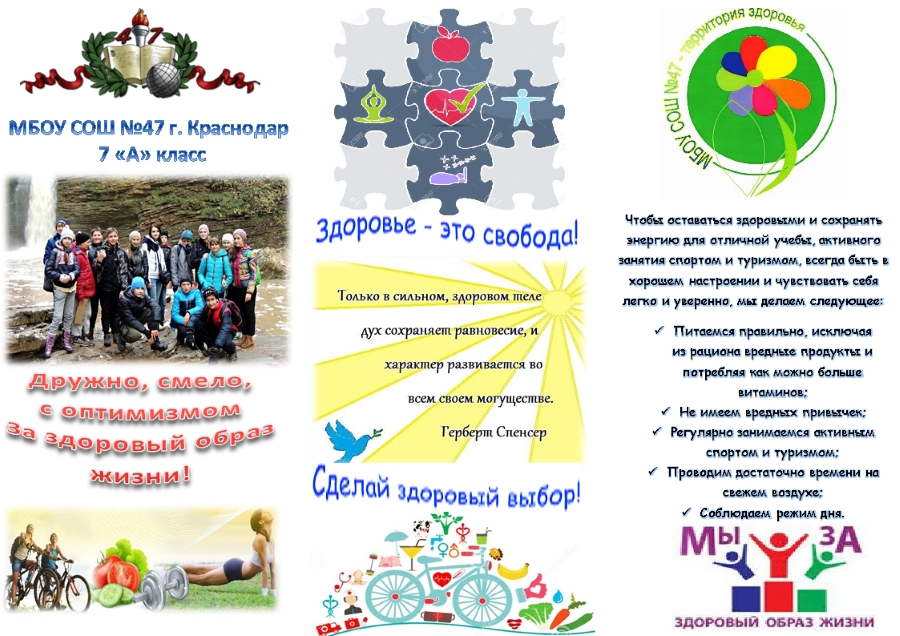 4 7
МБОУ СОШ №47 г. Краснодар
7 «А» класс
Дружно, смело,
с оптимизмом
За здоровый образ
жизни!
Здоровье - это свобода!
Только в сильном, здоровом теле
дух сохраняет равновесие, и
характер развивается во
всем своем могуществе.
Герберт Спенсер
Сделай здоровый выбор!
МБОУ СОШ №47 – территория здоровья
Чтобы оставаться здоровыми и сохранять
энергию для отличной учебы, активного
занятия спортом и туризмом, всегда быть в
хорошем настроении и чувствовать себя
легко и уверенно, мы делаем следующее:
✓ Питаемся правильно, исключая
из рациона вредные продукты и
потребляя как можно больше
витаминов;
✓ Не имеем вредных привычек;
✓ Регулярно занимаемся активным
спортом и туризмом;
✓ Проводим достаточно времени на
свежем воздухе;
✓ Соблюдаем режим дня.
Мы ЗА
ЗДОРОВЫЙ ОБРАЗ ЖИЗНИ